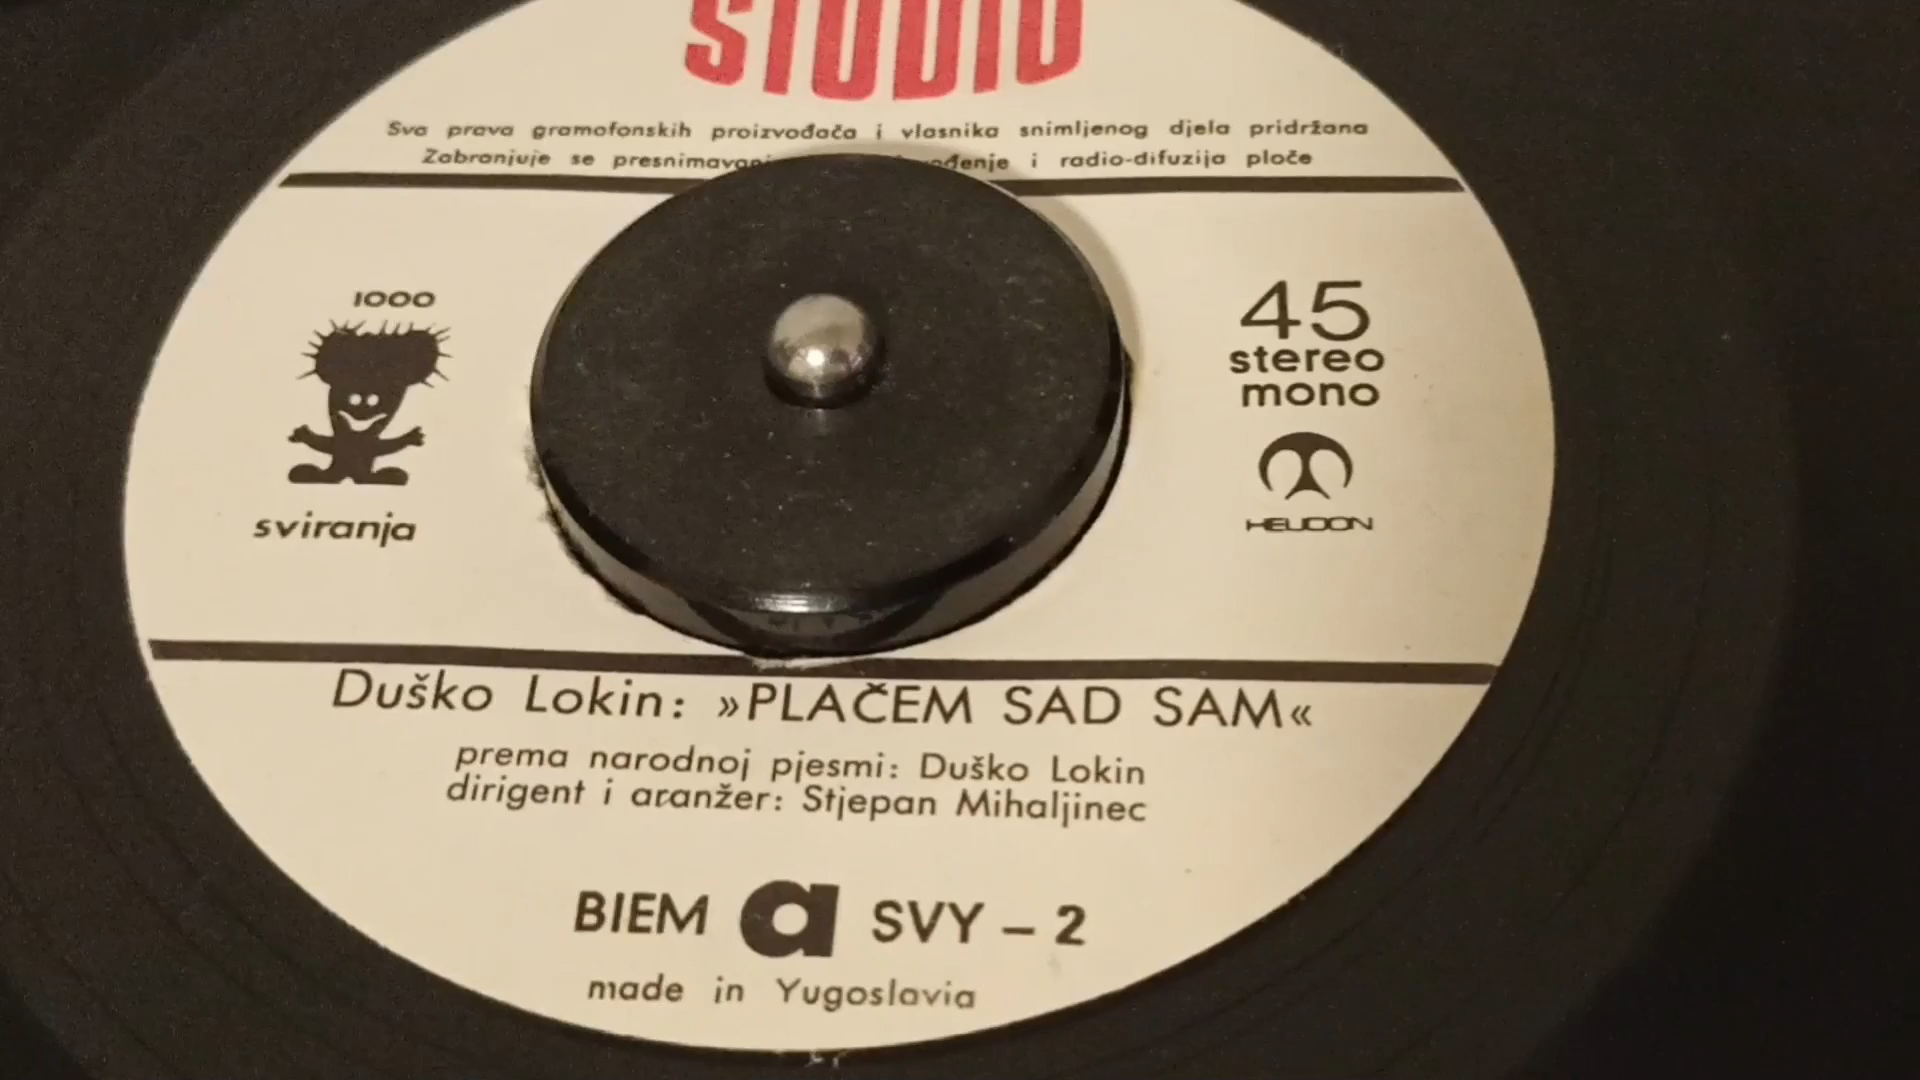 STUDIO
Sva prava gramofonskih proizvođača i vlasnika snimljenog djela pridržana
Zabranjuje se i radio-difuzija ploče
1000
sviranja
45
stereo
mono
HELIDON
Duško Lokin: »PLAČEM SAD SAM«
prema narodnoj pjesmi: Duško Lokin
dirigent i aranžer: Stjepan Mihaljinec
BIEM a SVY – 2
made in Yugoslavia